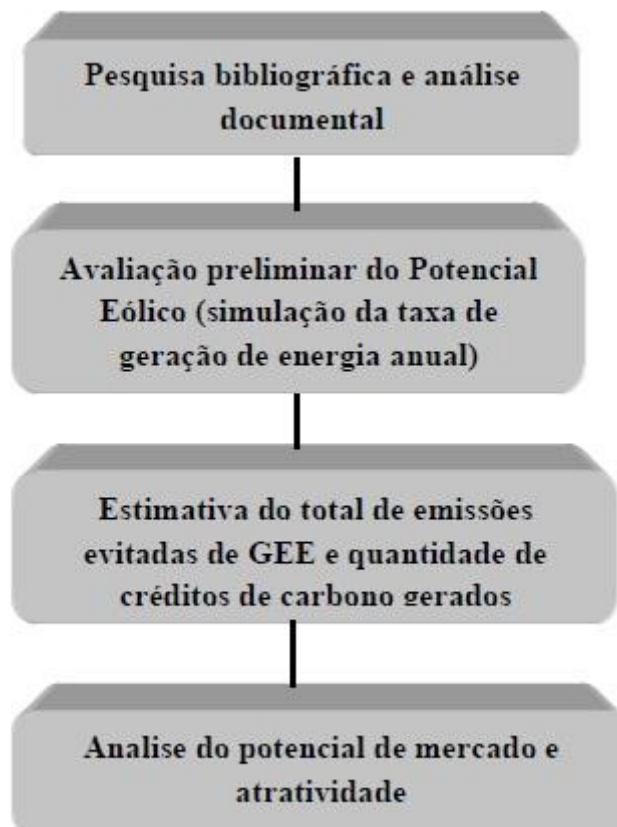 Pesquisa bibliográfica e análise
documental
Avaliação preliminar do Potencial
Eólico (simulação da taxa de
geração de energia anual)
Estimativa do total de emissões
evitadas de GEE e quantidade de
créditos de carbono gerados
Analise do potencial de mercado e
atratividade